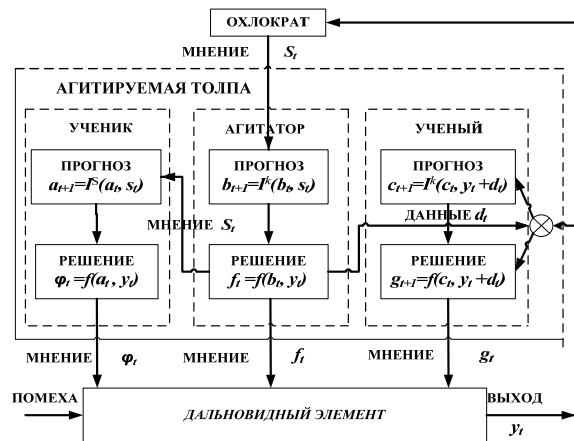 ОХЛОКРАТ
МНЕНИЕ S_t
АГИТИРУЕМАЯ ТОЛПА
УЧЕНИК
АГИТАТОР
УЧЕНЫЙ
ПРОГНОЗ
a_{t+1}=I^S(a_t, s_t)
ПРОГНОЗ
b_{t+1}=I^k(b_t, s_t)
ПРОГНОЗ
c_{t+1}=I^k(c_t, y_t+d_t)
МНЕНИЕ S_t
ДАННЫЕ d_t
РЕШЕНИЕ
φ_t=f(a_t, y_t)
РЕШЕНИЕ
f_t=f(b_t, y_t)
РЕШЕНИЕ
g_{t+1}=f(c_t, y_t+d_t)
МНЕНИЕ φ_t
МНЕНИЕ f_t
МНЕНИЕ g_t
ПОМЕХА
ДАЛЬНОВИДНЫЙ ЭЛЕМЕНТ
ВЫХОД
y_t